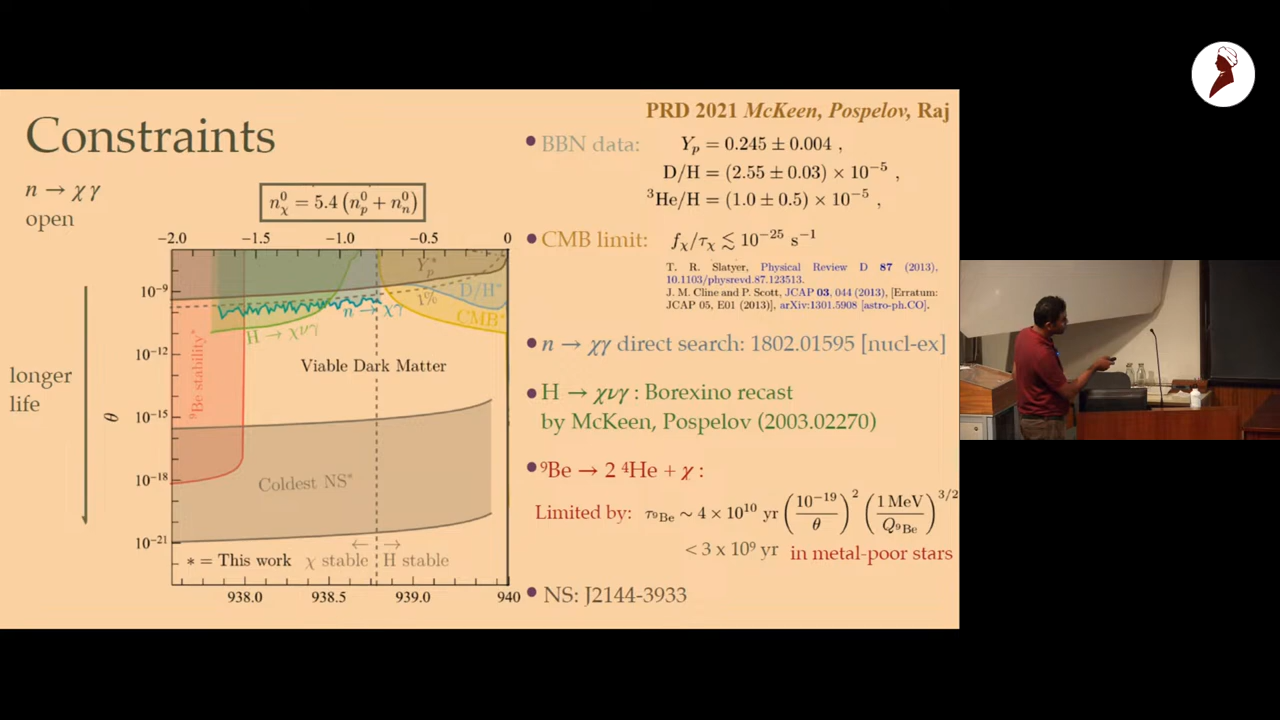 Constraints
n → χ γ
open
n⁰_χ = 5.4 (n⁰_p + n⁰_n)
−2.0 −1.5 −1.0 −0.5 0
Y_p*
D/H*
1%
CMB*
n → χγ
H → χνγ
10⁻⁹
10⁻¹²
10⁻¹⁵
10⁻¹⁸
10⁻²¹
θ
longer
life
⁹Be stability*
Viable Dark Matter
Coldest NS*
← →
* = This work χ stable H stable
938.0 938.5 939.0 940
PRD 2021 McKeen, Pospelov, Raj
• BBN data: Y_p = 0.245 ± 0.004 ,
D/H = (2.55 ± 0.03) × 10⁻⁵ ,
³He/H = (1.0 ± 0.5) × 10⁻⁵ ,
• CMB limit: f_χ/τ_χ ≲ 10⁻²⁵ s⁻¹
T. R. Slatyer, Physical Review D 87 (2013),
10.1103/physrevd.87.123513.
J. M. Cline and P. Scott, JCAP 03, 044 (2013), [Erratum:
JCAP 05, E01 (2013)], arXiv:1301.5908 [astro-ph.CO].
• n → χγ direct search: 1802.01595 [nucl-ex]
• H → χνγ : Borexino recast
by McKeen, Pospelov (2003.02270)
• ⁹Be → 2 ⁴He + χ :
Limited by: τ_⁹Be ∼ 4 × 10¹⁰ yr (10⁻¹⁹/θ)² (1 MeV/Q_⁹Be)^3/2
< 3 x 10⁹ yr in metal-poor stars
• NS: J2144-3933